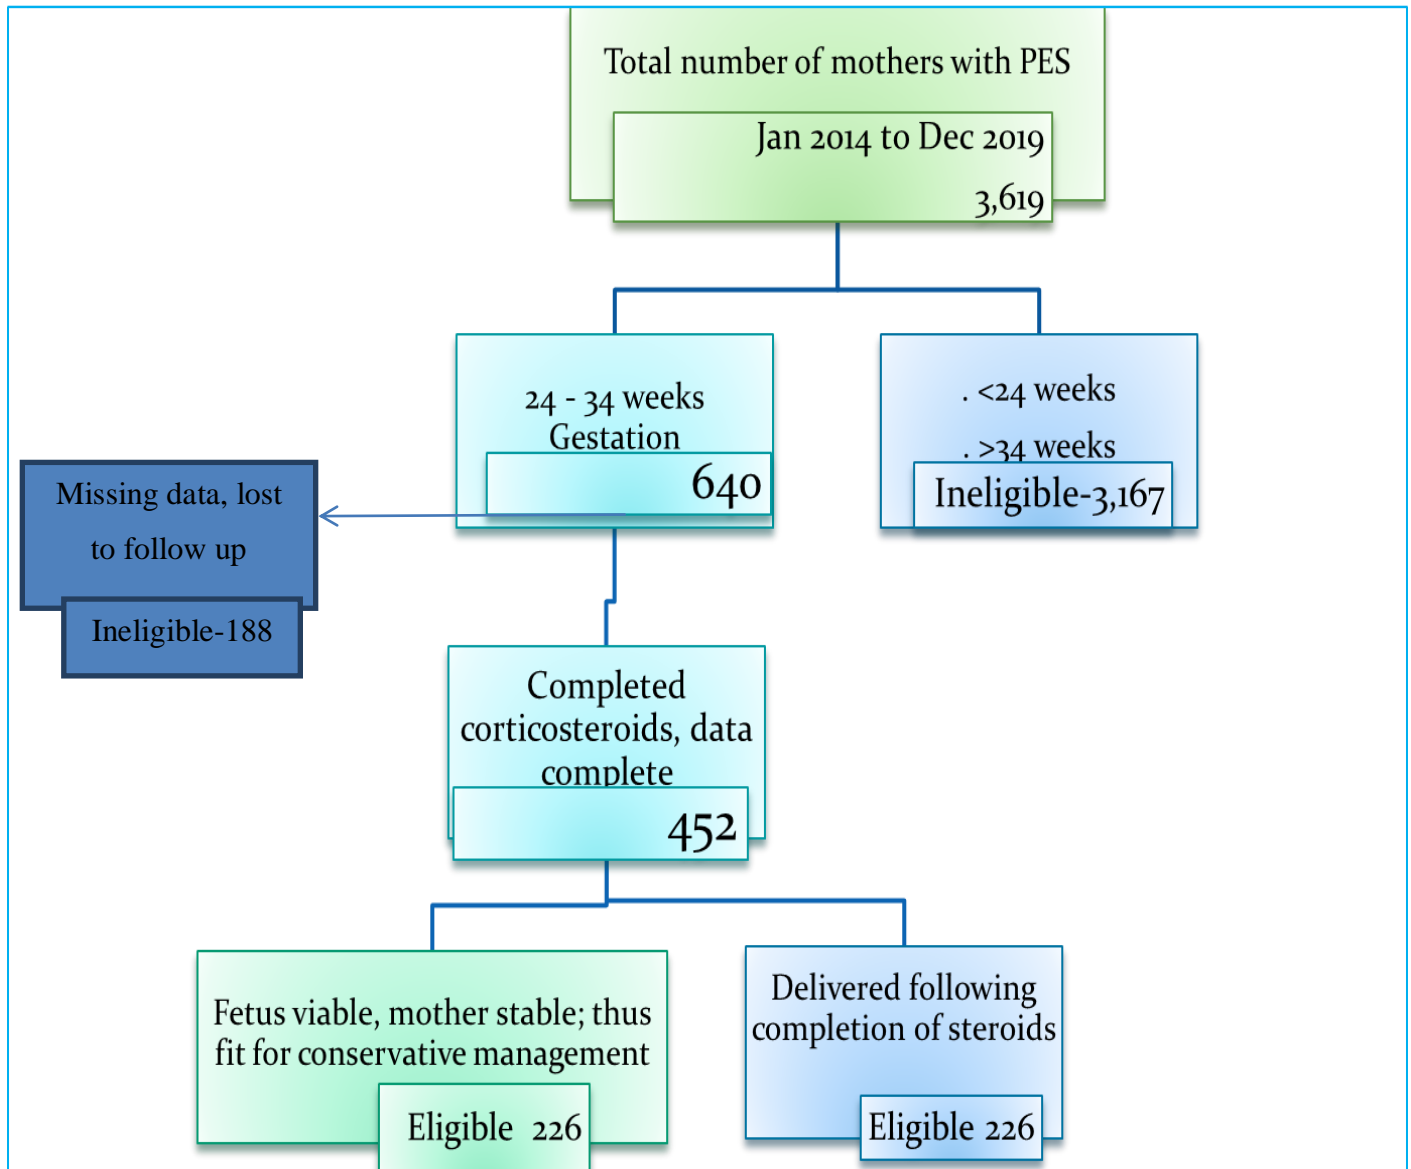 Total number of mothers with PES
Jan 2014 to Dec 2019
3,619
24 - 34 weeks
Gestation
640
. <24 weeks
. >34 weeks
Ineligible-3,167
Missing data, lost
to follow up
Ineligible-188
Completed
corticosteroids, data
complete
452
Fetus viable, mother stable; thus
fit for conservative management
Eligible 226
Delivered following
completion of steroids
Eligible 226